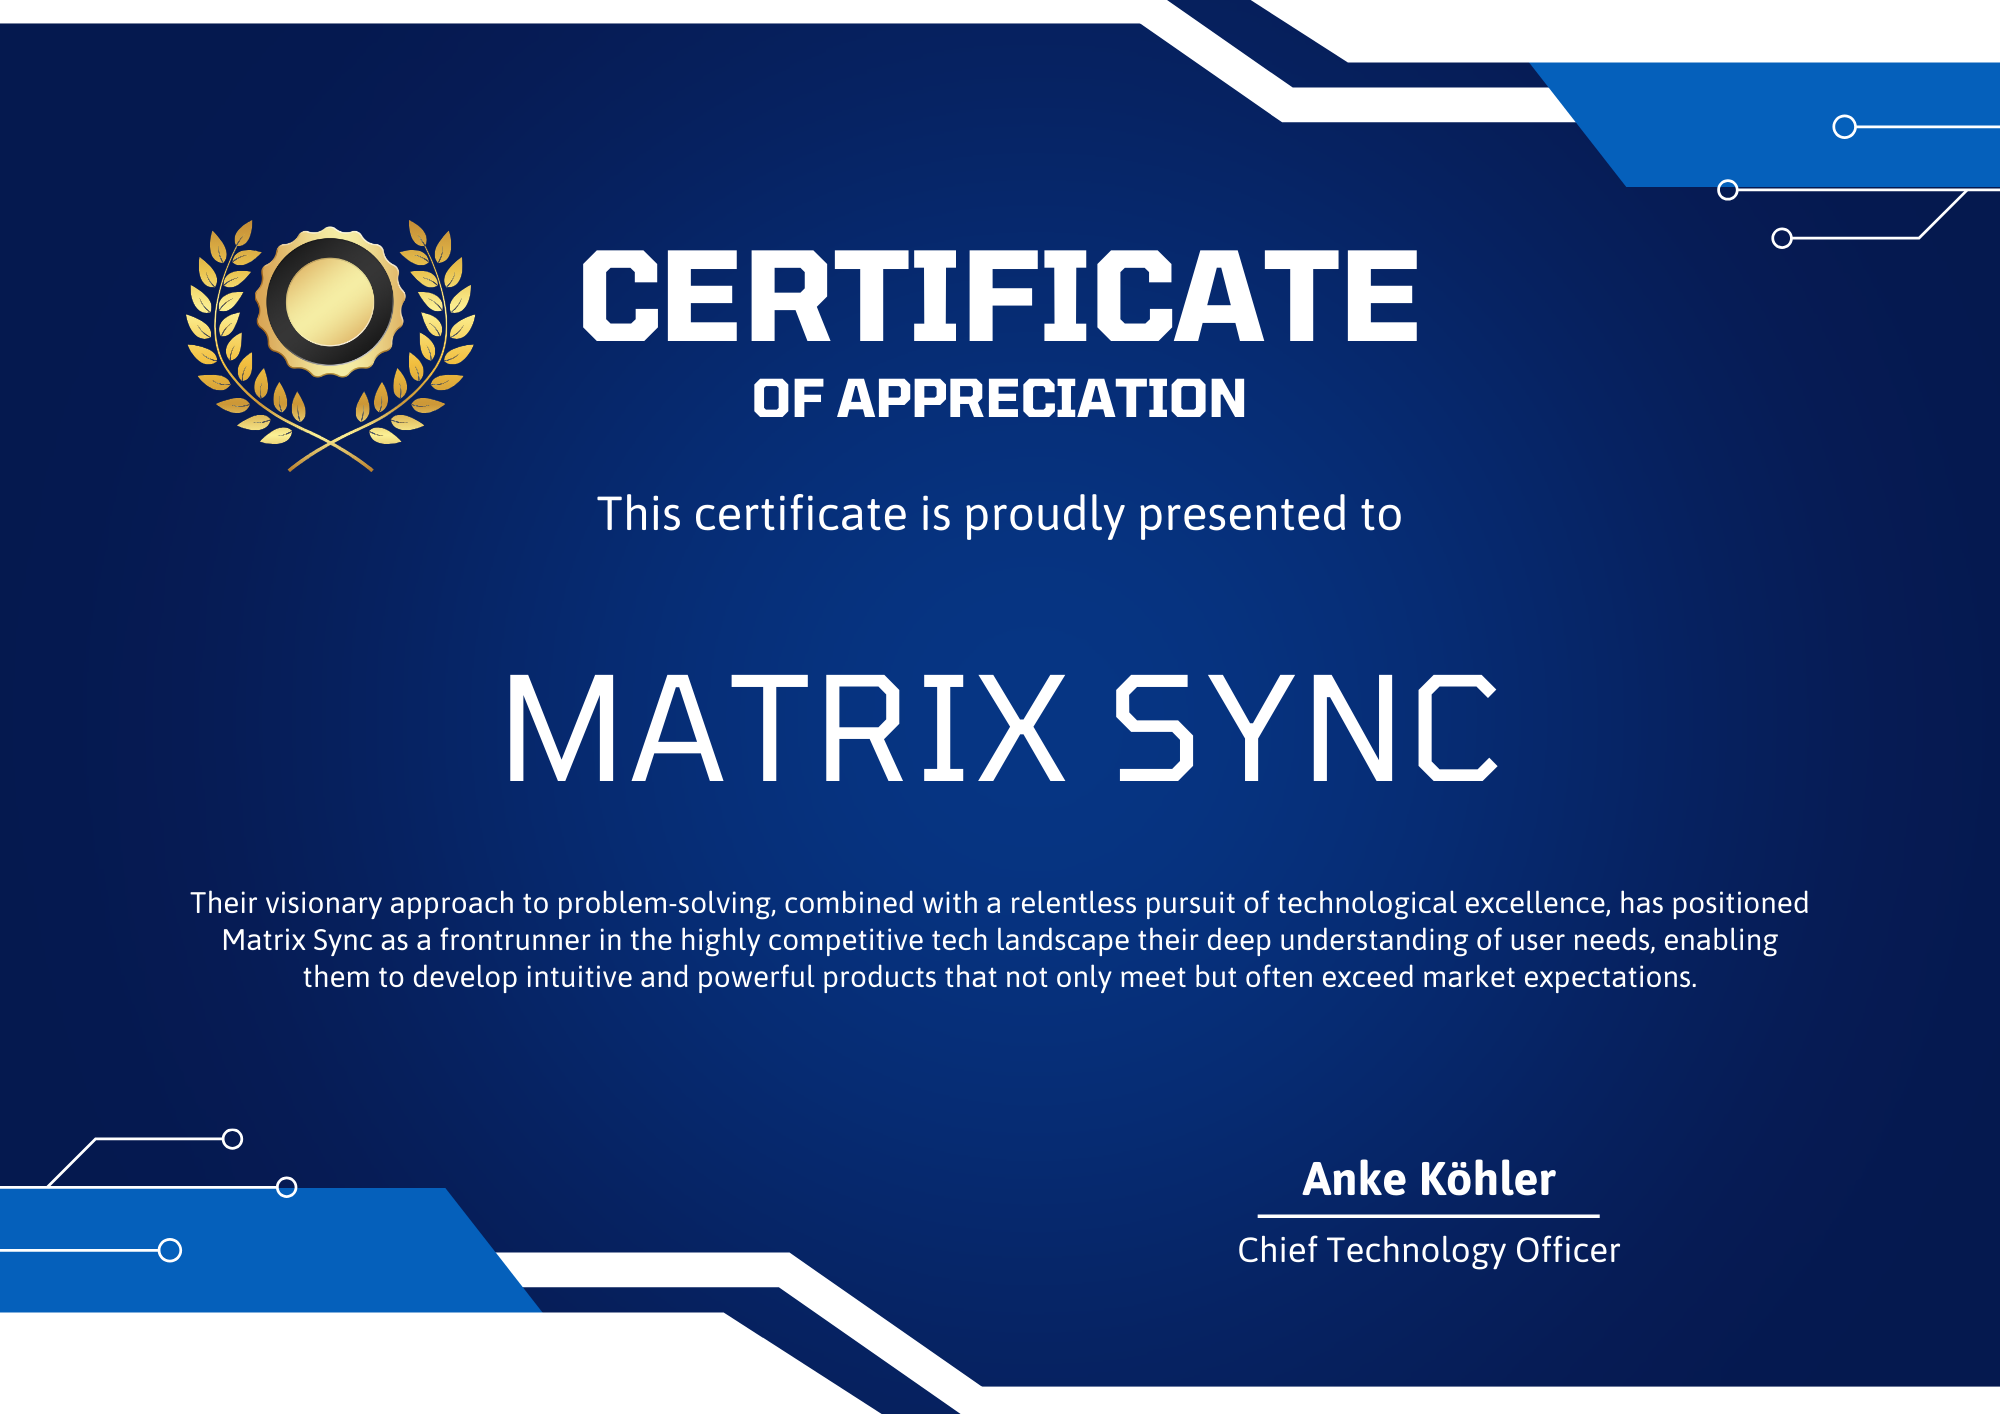 CERTIFICATE
OF APPRECIATION
This certificate is proudly presented to
MATRIX SYNC
Their visionary approach to problem-solving, combined with a relentless pursuit of technological excellence, has positioned
Matrix Sync as a frontrunner in the highly competitive tech landscape their deep understanding of user needs, enabling
them to develop intuitive and powerful products that not only meet but often exceed market expectations.
Anke Köhler
Chief Technology Officer